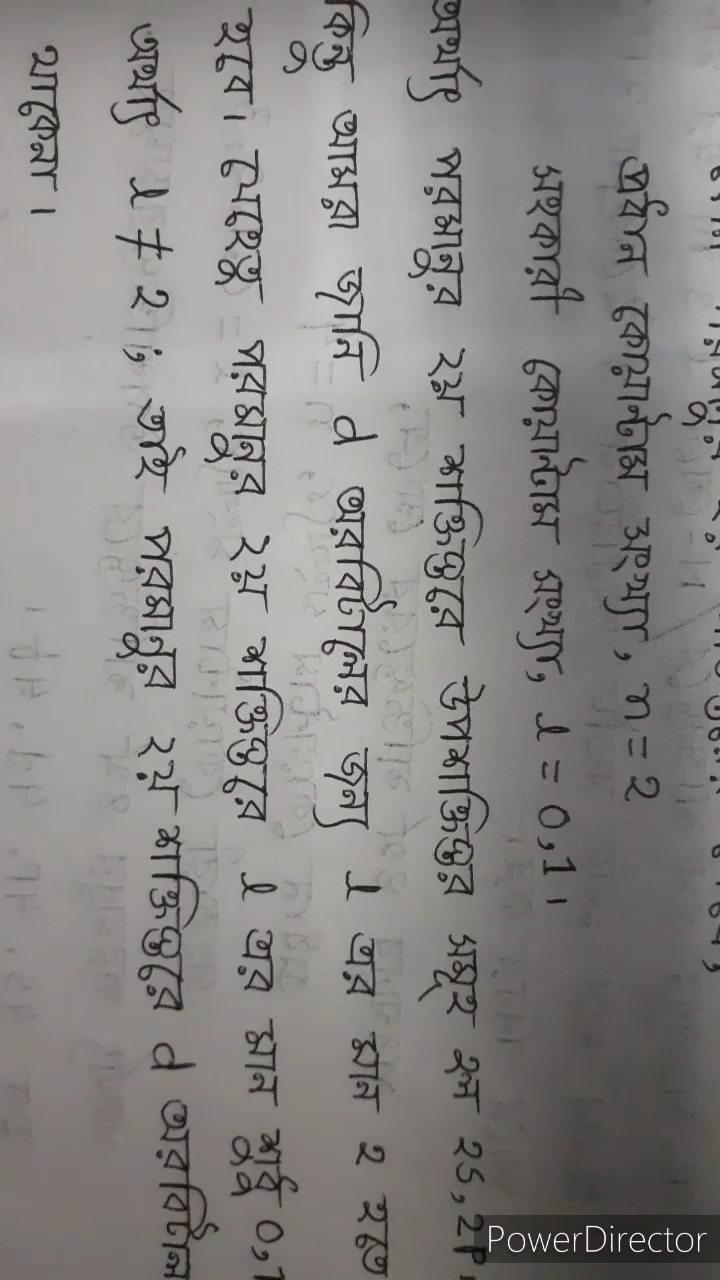 প্রধান কোয়ান্টাম সংখ্যা, n = 2
সহকারী কোয়ান্টাম সংখ্যা, l = 0,1।
অর্থাৎ পরমাণুর ২য় শক্তিস্তরের উপশক্তিস্তর সমূহ হল 2s, 2p.
কিন্তু আমরা জানি d অরবিটালের জন্য l এর মান 2 হতে
হবে। যেহেতু পরমাণুর ২য় শক্তিস্তরে l এর মান শুধু 0,1
অর্থাৎ l ≠ 2; তাই পরমাণুর ২য় শক্তিস্তরে d অরবিটাল
থাকেনা।
PowerDirector